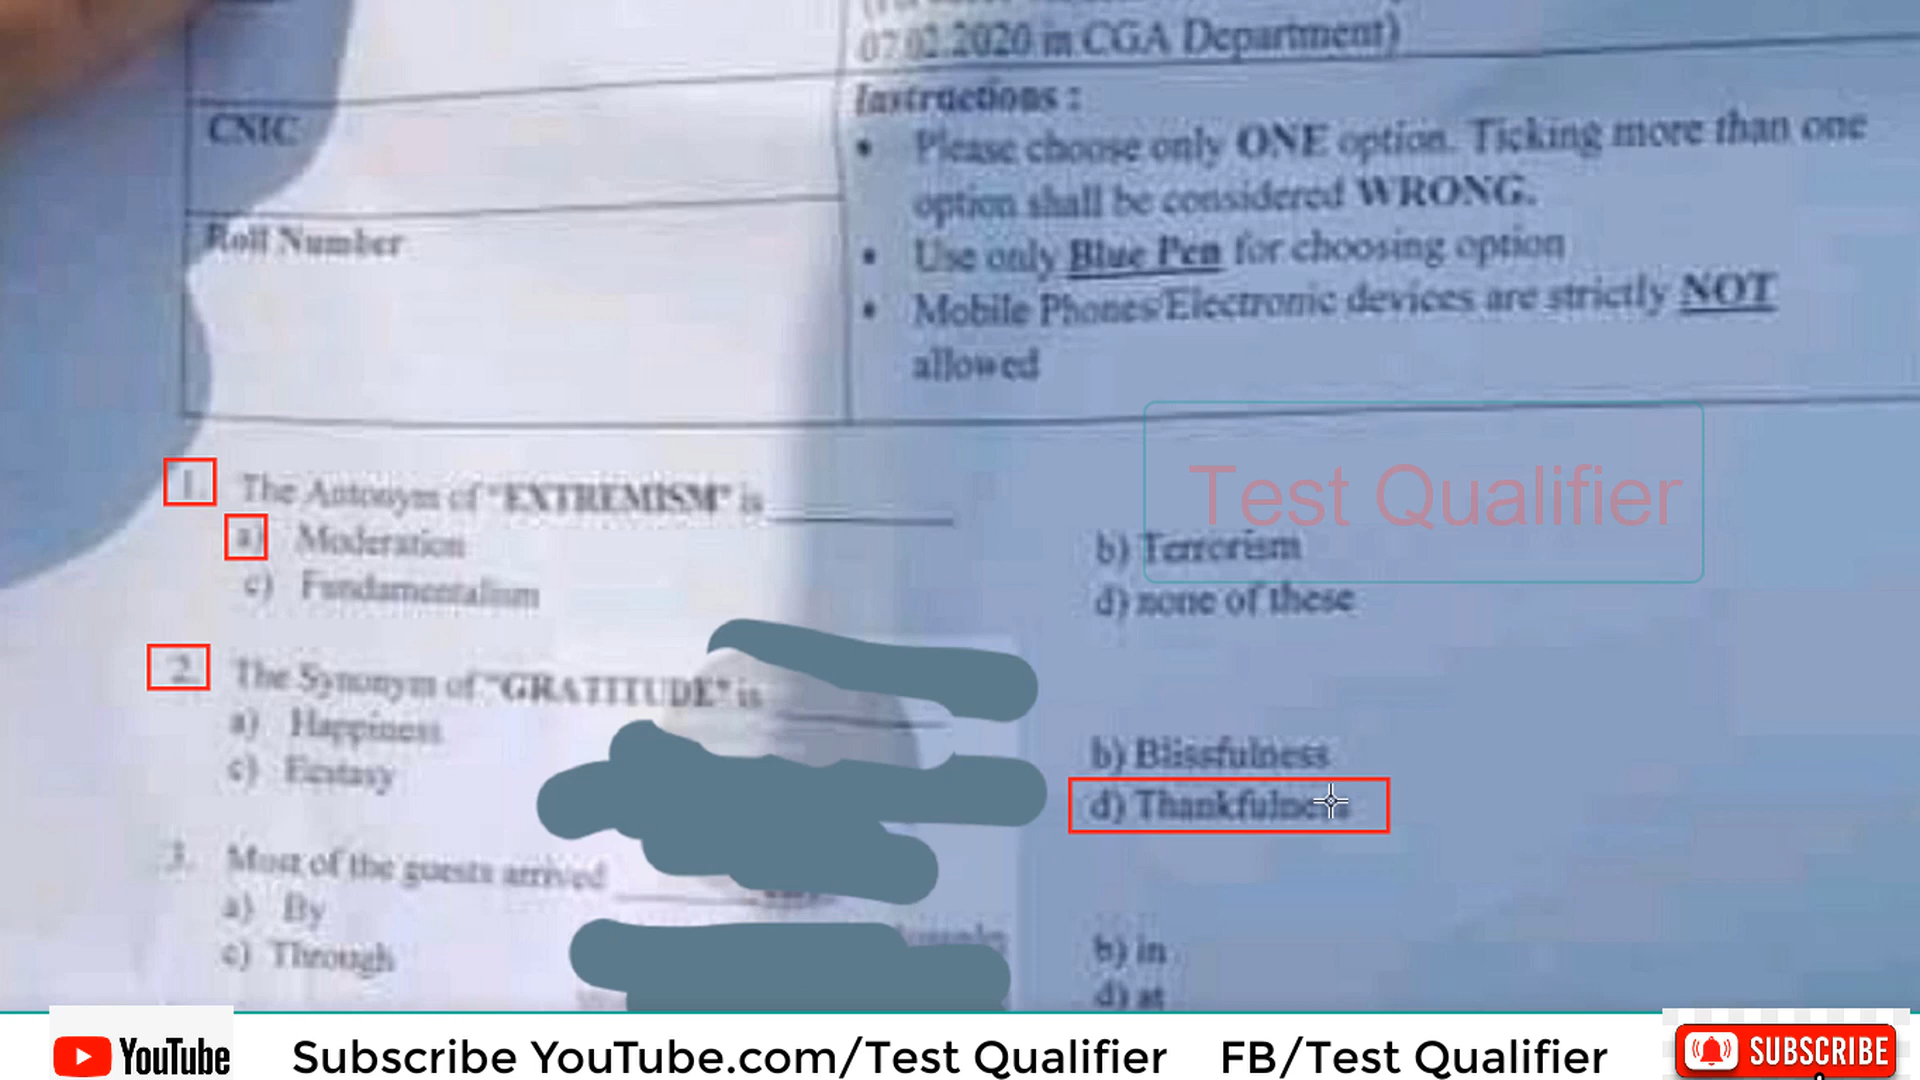 07.02.2020 in CGA Department)
CNIC
Instructions :
• Please choose only ONE option. Ticking more than one
option shall be considered WRONG.
Roll Number
• Use only Blue Pen for choosing option
• Mobile Phones/Electronic devices are strictly NOT
allowed
Test Qualifier
1. The Antonym of "EXTREMISM" is
a) Moderation
b) Terrorism
c) Fundamentalism
d) none of these
2. The Synonym of "GRATITUDE" is
a) Happiness
b) Blissfulness
c) Ecstasy
d) Thankfulness
3. Most of the guests arrived
a) By
b) in
c) Through
d) at
YouTube
Subscribe YouTube.com/Test Qualifier
FB/Test Qualifier
SUBSCRIBE